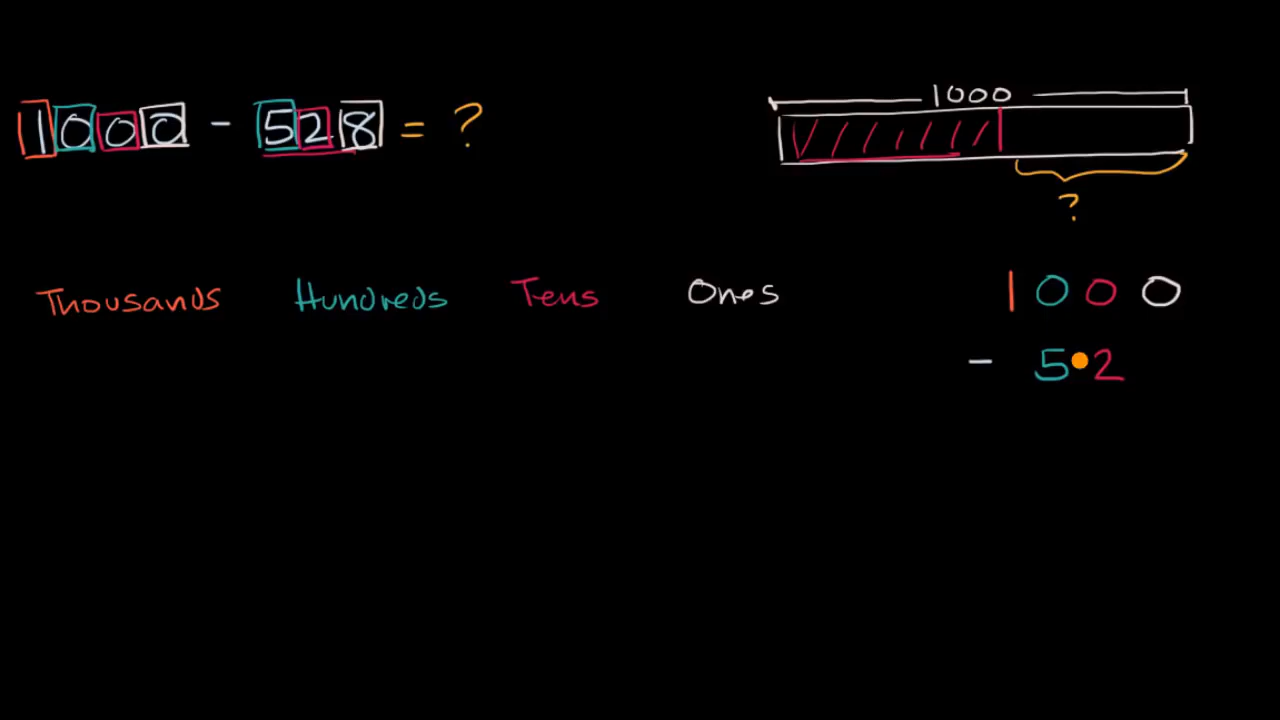 1000 - 528 = ?
1000
?
Thousands Hundreds Tens Ones
1000
- 52